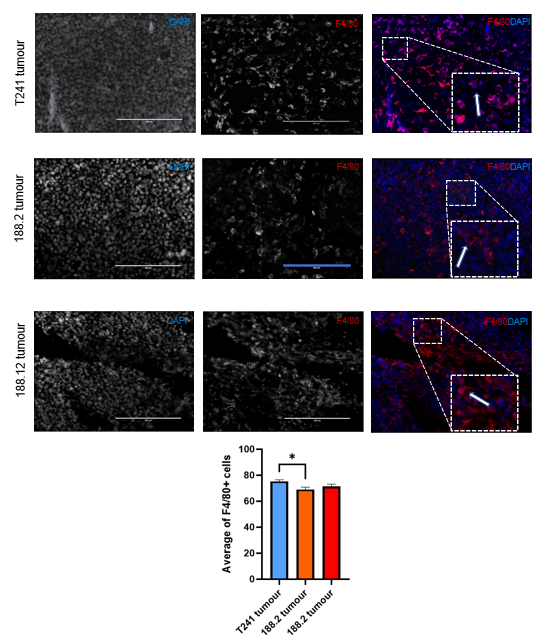 T241 tumour
DAPI
F4/80
F4/80DAPI
188.2 tumour
DAPI
F4/80
F4/80DAPI
188.12 tumour
DAPI
F4/80
F4/80DAPI
Average of F4/80+ cells
100
80
60
40
20
0
*
T241 tumour
188.2 tumour
188.2 tumour